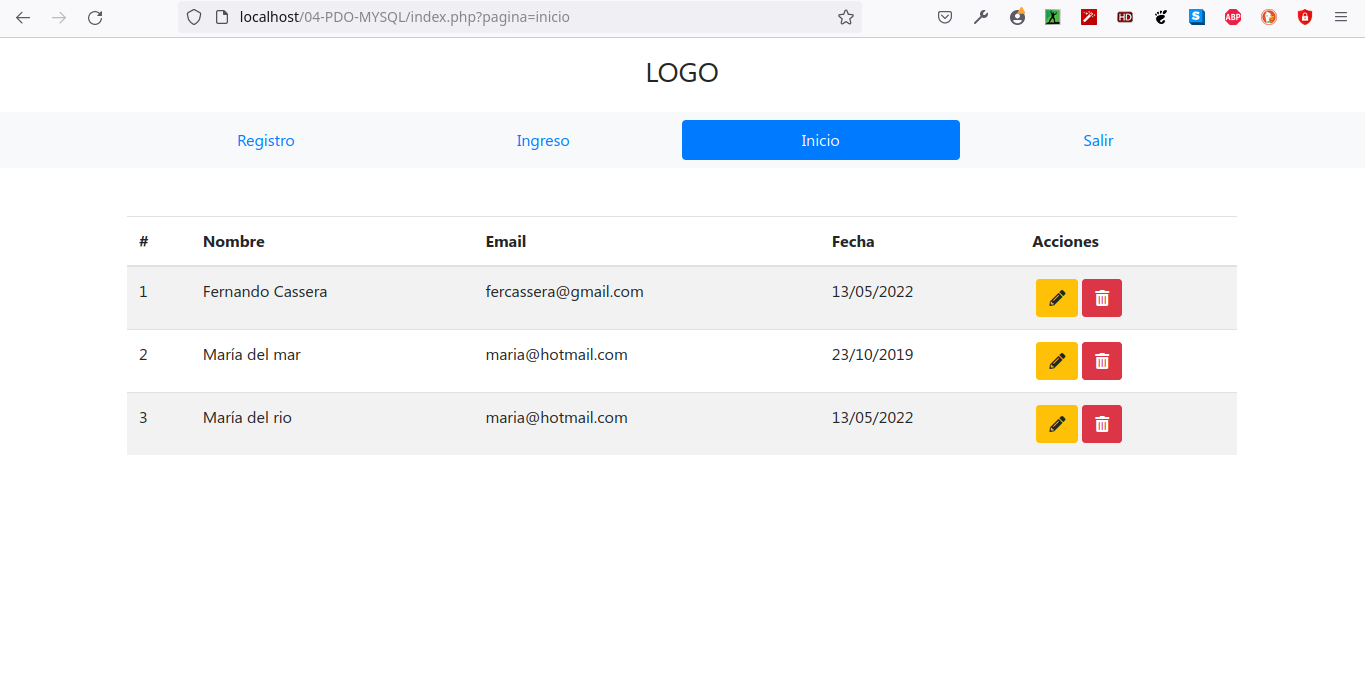 localhost/04-PDO-MYSQL/index.php?pagina=inicio
HD
S
ABP
LOGO
Registro Ingreso Inicio Salir
# Nombre Email Fecha Acciones
1 Fernando Cassera fercassera@gmail.com 13/05/2022
2 María del mar maria@hotmail.com 23/10/2019
3 María del rio maria@hotmail.com 13/05/2022